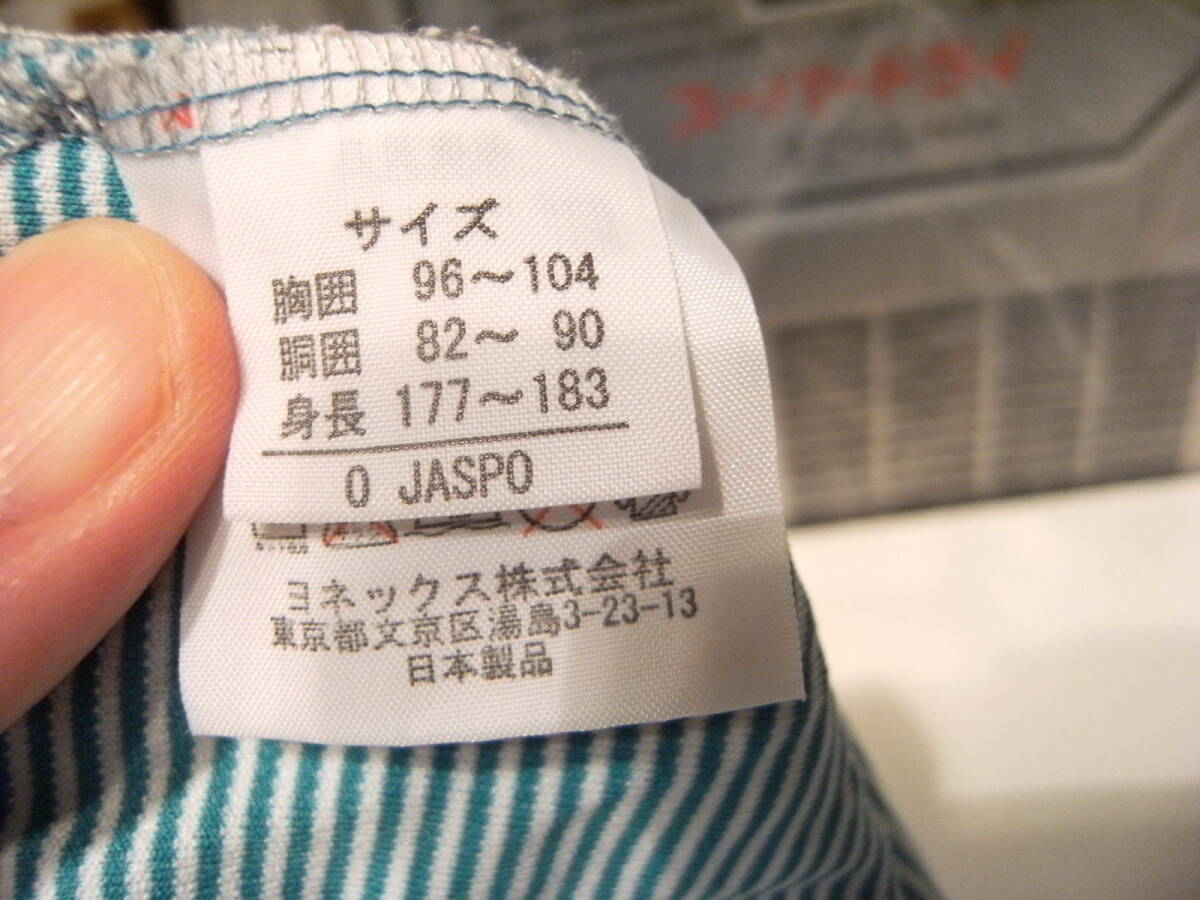 サイズ
胸囲 96～104
胴囲 82～ 90
身長 177～183
O JASPO
ヨネックス株式会社
東京都文京区湯島3-23-13
日本製品